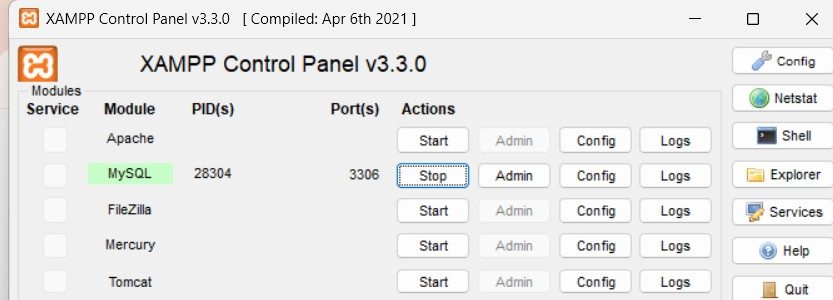 XAMPP Control Panel v3.3.0 [ Compiled: Apr 6th 2021 ]
XAMPP Control Panel v3.3.0
Config
Modules
Service Module PID(s) Port(s) Actions
Netstat
Apache Start Admin Config Logs
Shell
MySQL 28304 3306 Stop Admin Config Logs
Explorer
FileZilla Start Admin Config Logs
Services
Mercury Start Admin Config Logs
Help
Tomcat Start Admin Config Logs
Quit